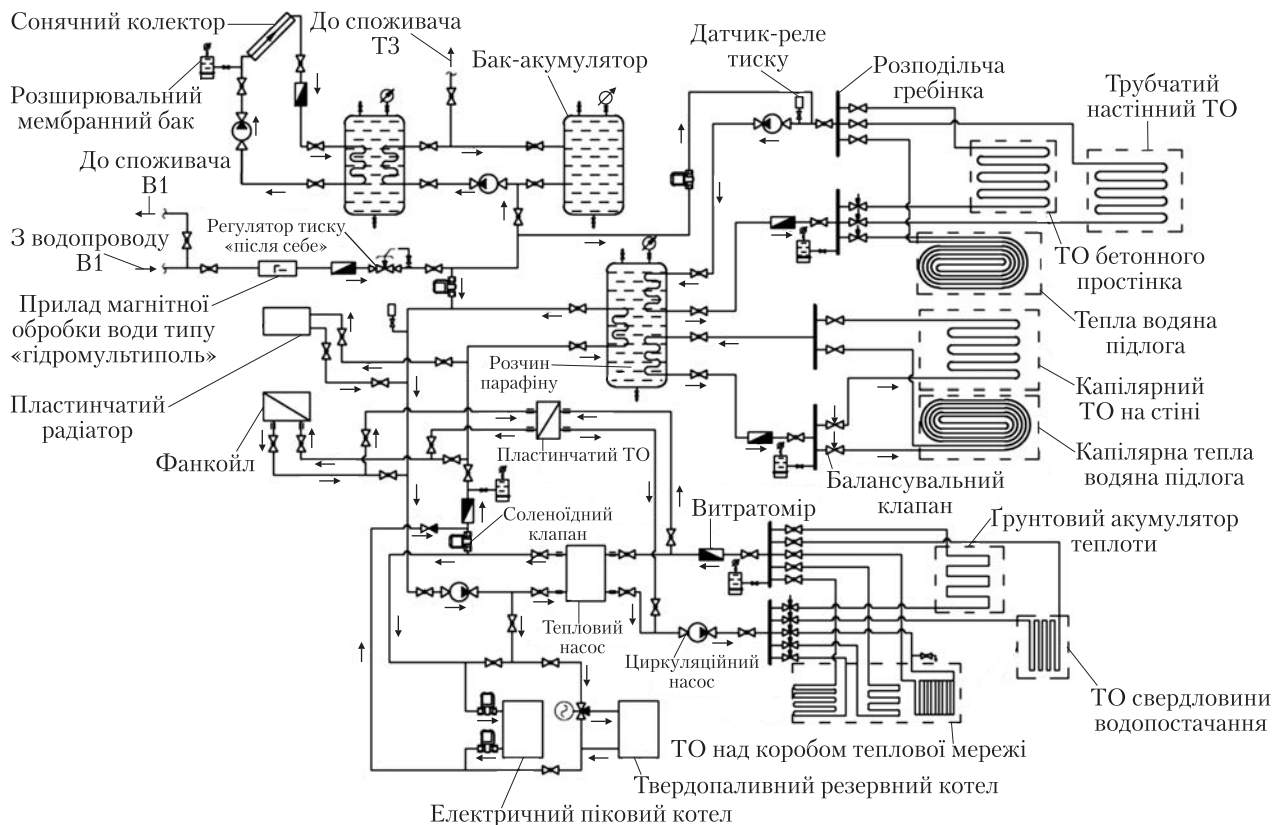 Сонячний колектор
До споживача
Т3
Бак-акумулятор
Датчик-реле
тиску
Розподільча
гребінка
Трубчатий
настінний ТО
Розширювальний
мембранний бак
До споживача
В1
З водопроводу
В1
Регулятор тиску
«після себе»
Прилад магнітної
обробки води типу
«гідромультиполь»
ТО бетонного
простінка
Тепла водяна
підлога
Розчин
парафіну
Капілярний
ТО на стіні
Пластинчатий
радіатор
Фанкойл
Пластинчатий ТО
Капілярна тепла
водяна підлога
Балансувальний
клапан
Витратомір
Соленоїдний
клапан
Ґрунтовий акумулятор
теплоти
Тепловий
насос
Циркуляційний
насос
ТО свердловини
водопостачання
ТО над коробом теплової мережі
Твердопаливний резервний котел
Електричний піковий котел